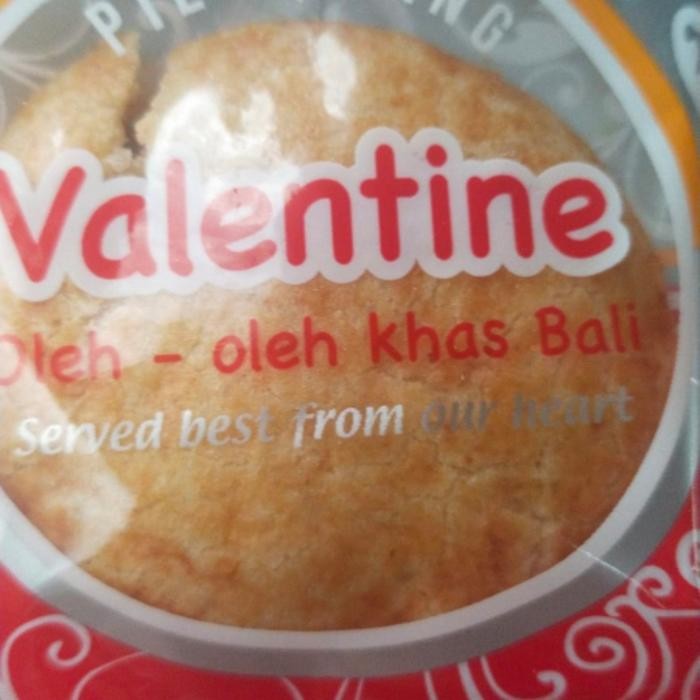 Valentine
Oleh - oleh khas Bali
Served best from our heart